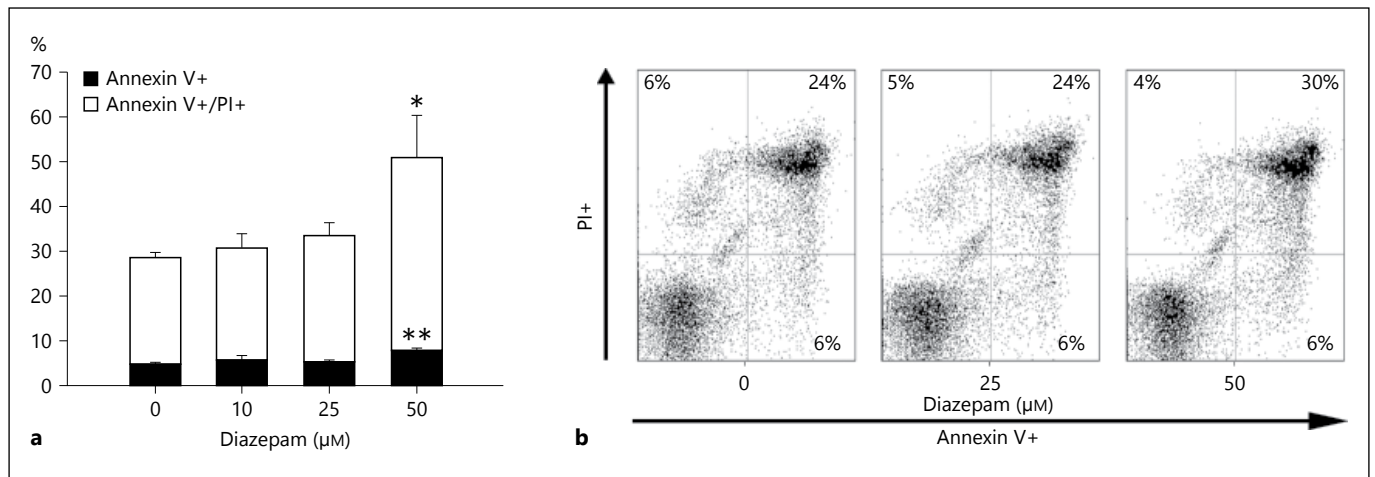 %
70
60
50
40
30
20
10
0
Annexin V+
Annexin V+/PI+
*
**
0 10 25 50
Diazepam (µM)
a
PI+
6% 24%
6%
5% 24%
6%
4% 30%
6%
0 25 50
Diazepam (µM)
Annexin V+
b